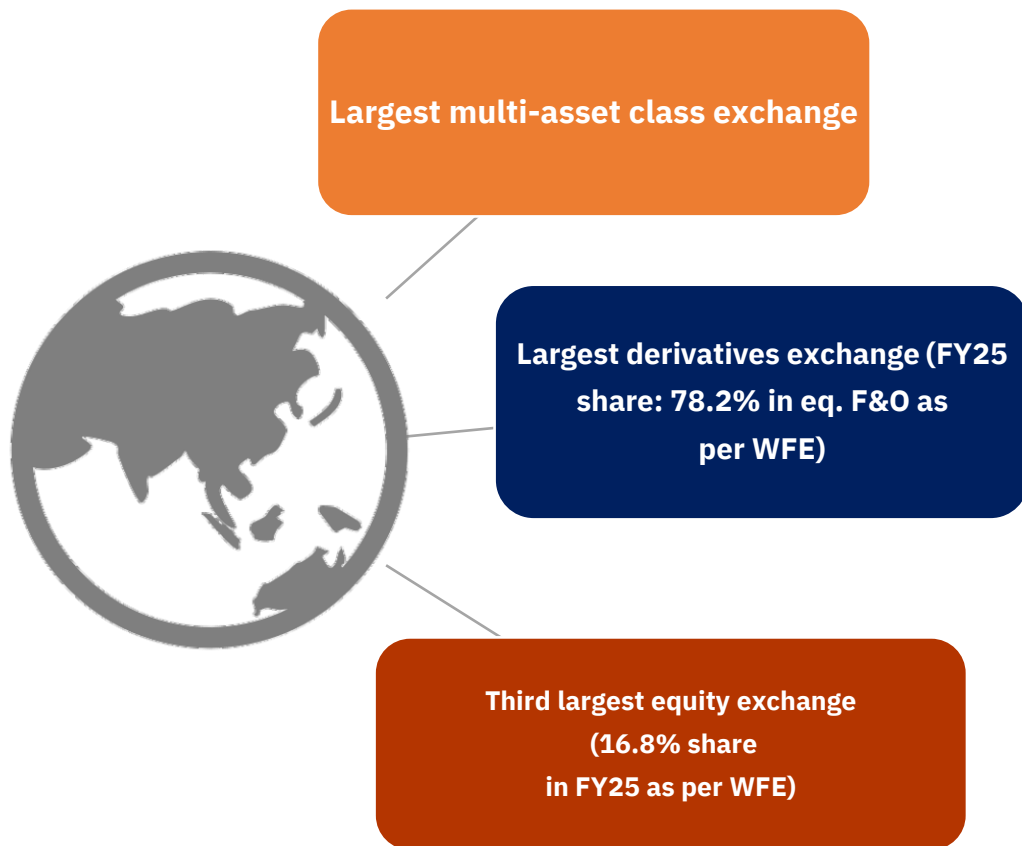 Largest multi-asset class exchange
Largest derivatives exchange (FY25
share: 78.2% in eq. F&O as
per WFE)
Third largest equity exchange
(16.8% share
in FY25 as per WFE)